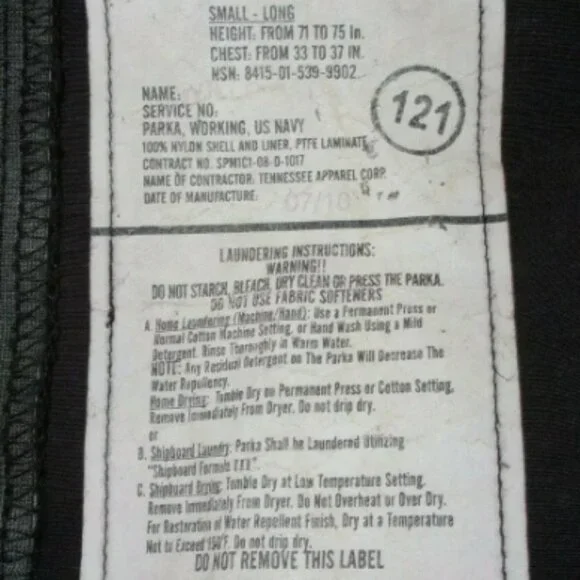 SMALL - LONG
HEIGHT: FROM 71 TO 75 In.
CHEST: FROM 33 TO 37 IN.
NSN: 8415-01-539-9902
121
NAME:
SERVICE NO:
PARKA, WORKING, US NAVY
100% NYLON SHELL AND LINER, PTFE LAMINATE
CONTRACT NO. SPM1C1-08-D-1017
NAME OF CONTRACTOR: TENNESSEE APPAREL CORP.
DATE OF MANUFACTURE: 07/10
LAUNDERING INSTRUCTIONS:
WARNING!!
DO NOT STARCH, BLEACH, DRY CLEAN OR PRESS THE PARKA.
DO NOT USE FABRIC SOFTENERS
A. Home Laundering (Machine/Hand): Use a Permanent Press or
Normal Cotton Machine Setting, or Hand Wash Using a Mild
Detergent. Rinse Thoroughly in Warm Water.
NOTE: Any Residual Detergent on The Parka Will Decrease The
Water Repellency.
Home Drying: Tumble Dry on Permanent Press or Cotton Setting,
Remove Immediately From Dryer. Do not drip dry.
or
B. Shipboard Laundry: Parka Shall be Laundered Utilizing
"Shipboard Formula III".
C. Shipboard Drying: Tumble Dry at Low Temperature Setting.
Remove Immediately From Dryer. Do Not Overheat or Over Dry.
For Restoration of Water Repellent Finish, Dry at a Temperature
Not to Exceed F. Do not drip dry.
DO NOT REMOVE THIS LABEL